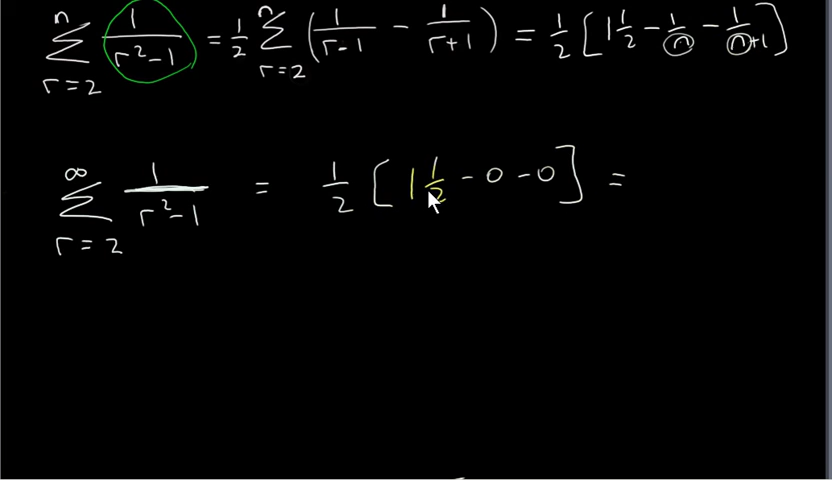 n ∑ r=2 1/(r²-1) = 1/2 n ∑ r=2 (1/(r-1) - 1/(r+1)) = 1/2 [1 1/2 - 1/n - 1/(n+1)]
∞ ∑ r=2 1/(r²-1) = 1/2 [1 1/2 - 0 - 0] =